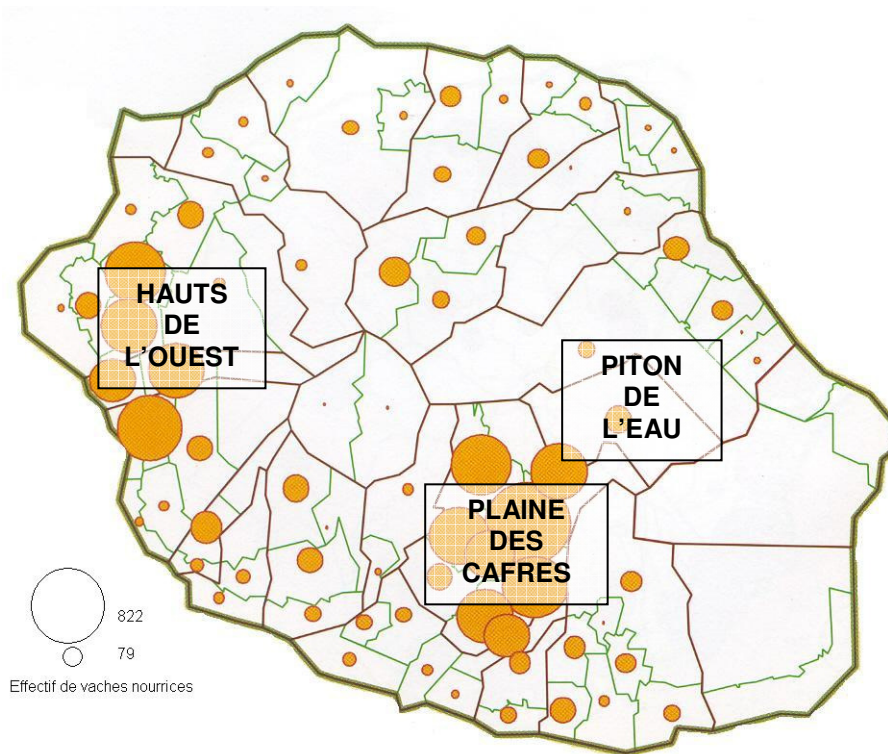 HAUTS
DE
L'OUEST
PITON
DE
L'EAU
PLAINE
DES
CAFRES
822
79
Effectif de vaches nourrices